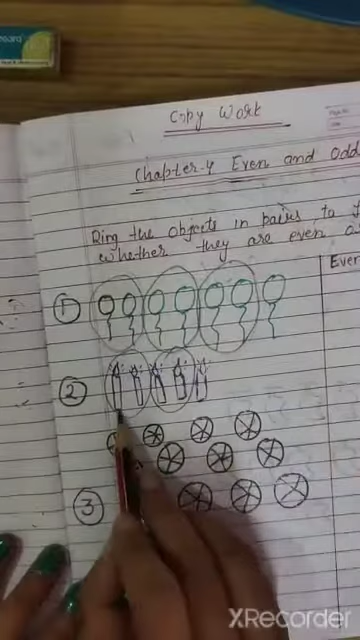 Copy Work
Chapter-4 Even and Odd
Ring the objects in pairs, to
whether they are even
Even
1
2
3
XRecorder